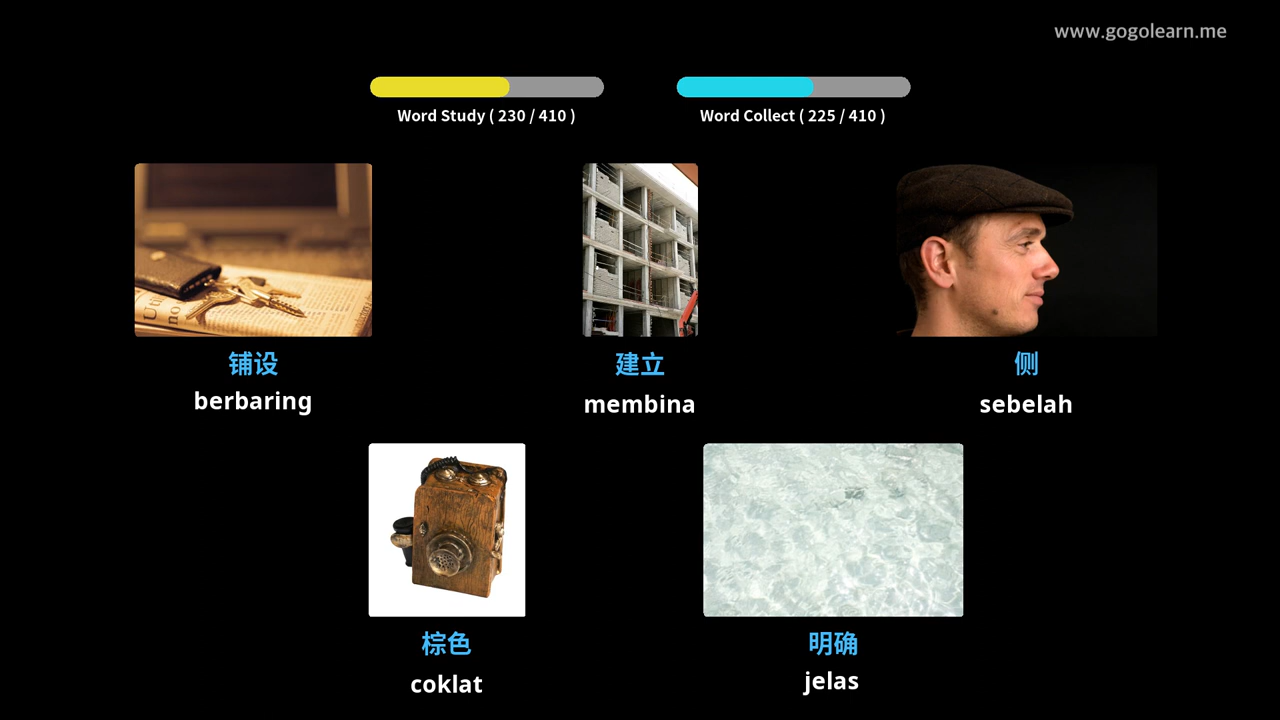 www.gogolearn.me
Word Study ( 230 / 410 )
Word Collect ( 225 / 410 )
铺设
berbaring
建立
membina
侧
sebelah
棕色
coklat
明确
jelas